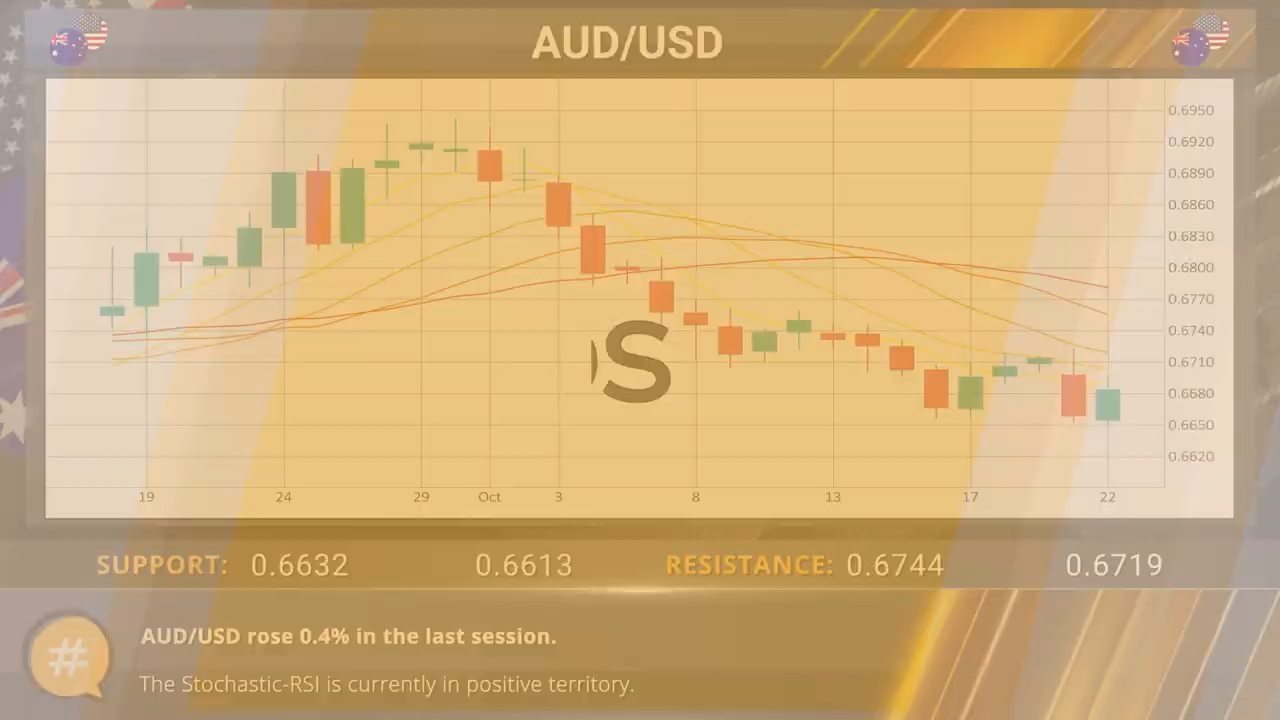 AUD/USD
0.6950
0.6920
0.6890
0.6860
0.6830
0.6800
0.6770
0.6740
0.6710
0.6680
0.6650
0.6620
S
19 24 29 Oct 3 8 13 17 22
SUPPORT: 0.6632 0.6613 RESISTANCE: 0.6744 0.6719
#
AUD/USD rose 0.4% in the last session.
The Stochastic-RSI is currently in positive territory.